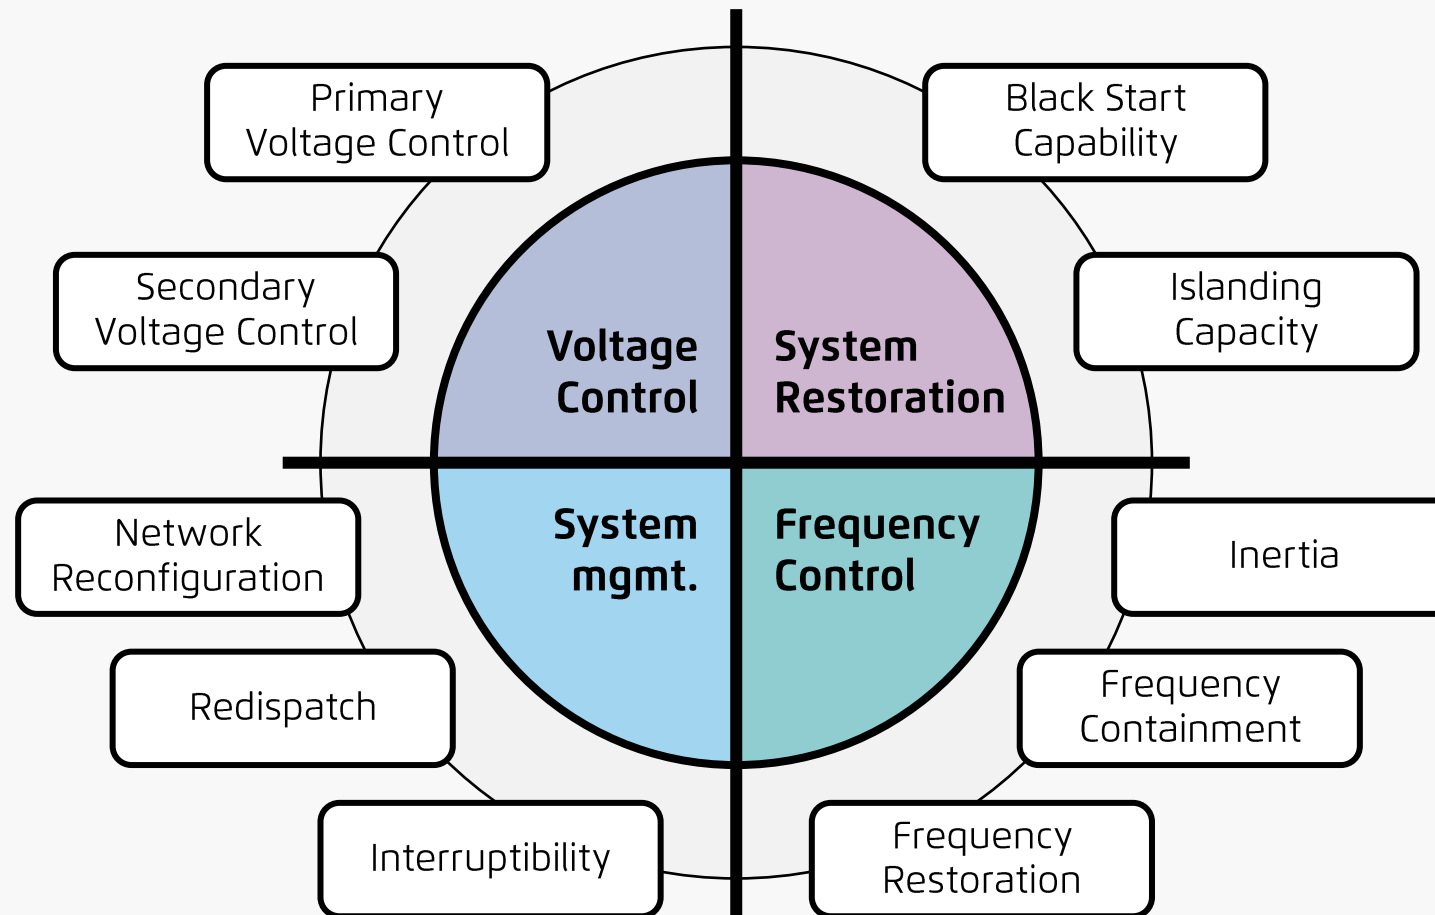 Primary
Voltage Control
Black Start
Capability
Secondary
Voltage Control
Islanding
Capacity
Voltage
Control
System
Restoration
System
mgmt.
Frequency
Control
Network
Reconfiguration
Inertia
Redispatch
Frequency
Containment
Interruptibility
Frequency
Restoration